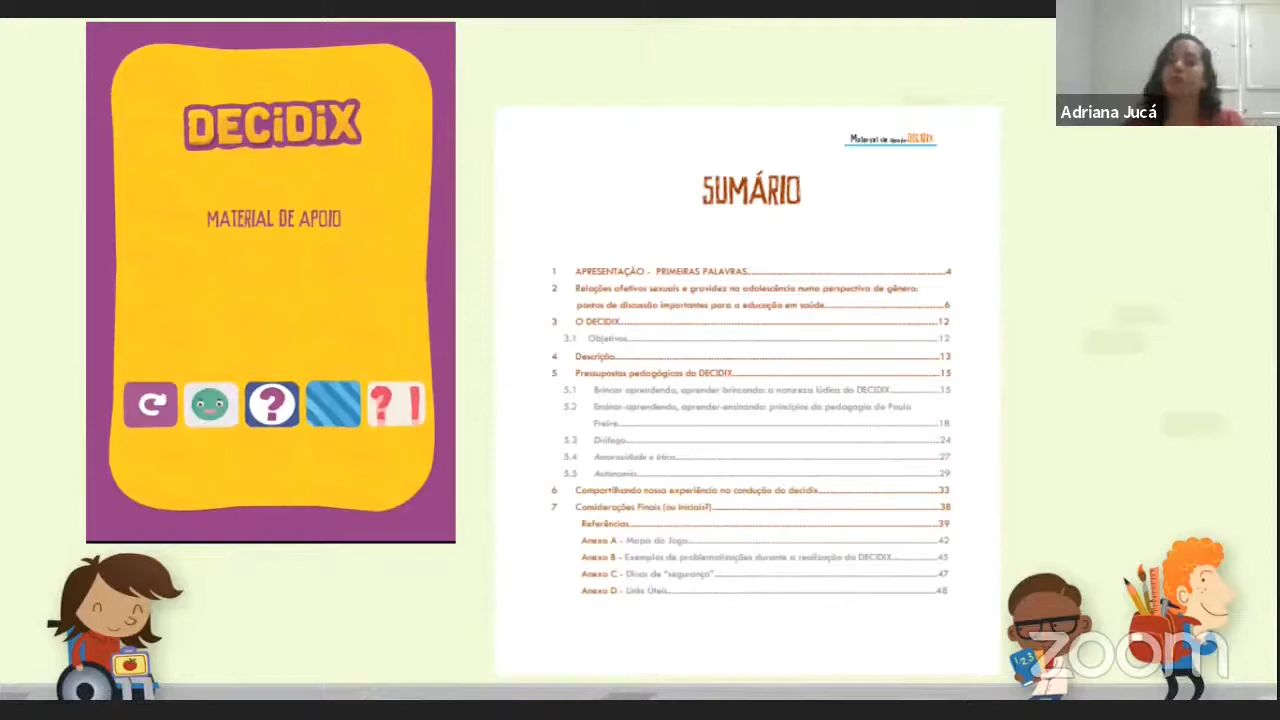 DECiDiX
MATERIAL DE APOIO
?
? !
Adriana Jucá
Material de apoio DECIDIX
SUMÁRIO
1 APRESENTAÇÃO - PRIMEIRAS PALAVRAS 4
2 Relações afetivas sexuais e gravidez na adolescência numa perspectiva de gênero:
pontos de discussão importantes para a educação em saúde 6
3 O DECIDIX 12
3.1 Objetivos 12
4 Descrição 13
5 Pressupostos pedagógicos do DECIDIX 15
5.1 Brincar-aprendendo, aprender brincando: a natureza lúdica do DECIDIX 15
5.2 Ensinar-aprendendo, aprender-ensinando: princípios da pedagogia de Paulo
Freire 18
5.3 Diálogo 24
5.4 Amorosidade e ética 27
5.5 Autonomia 29
6 Compartilhando nossa experiência na condução do decidix 33
7 Considerações Finais (ou Iniciais?) 38
Referências 39
Anexo A - Mapa do Jogo 42
Anexo B - Exemplos de problematizações durante a realização do DECIDIX 45
Anexo C - Dicas de "segurança" 47
Anexo D - Links Úteis 48
1 2 3
zoom